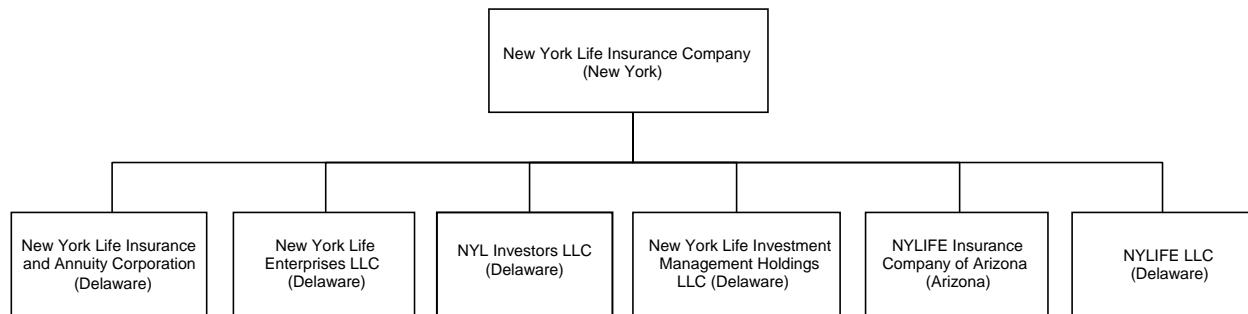 New York Life Insurance Company
(New York)
New York Life Insurance
and Annuity Corporation
(Delaware)
New York Life
Enterprises LLC
(Delaware)
NYL Investors LLC
(Delaware)
New York Life Investment
Management Holdings
LLC (Delaware)
NYLIFE Insurance
Company of Arizona
(Arizona)
NYLIFE LLC
(Delaware)